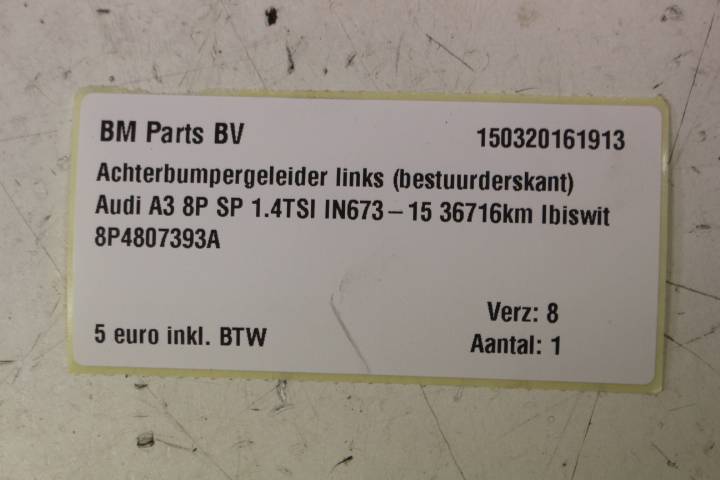 BM Parts BV 150320161913
Achterbumpergeleider links (bestuurderskant)
Audi A3 8P SP 1.4TSI IN673-15 36716km Ibiswit
8P4807393A
Verz: 8
5 euro inkl. BTW Aantal: 1